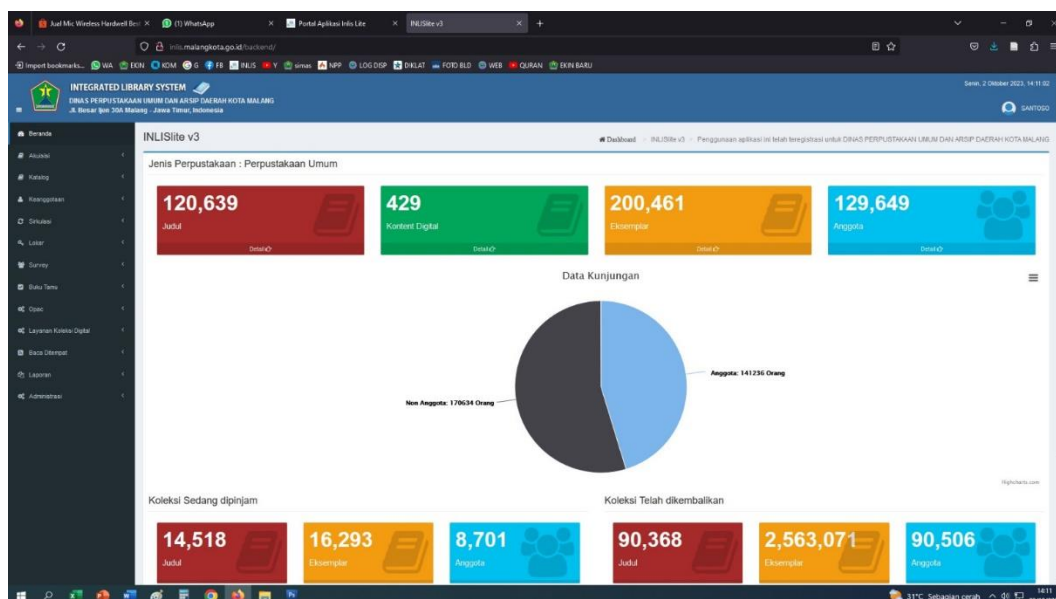 Jual Mic Wireless Hardwell Best
(1) WhatsApp
Portal Aplikasi Inlis Lite
INLISlite v3
inlis.malangkota.go.id/backend/
Import bookmarks... WA EKIN KOM G FB INLIS Y simas NPP LOG DISP DIKLAT FOTO BLD WEB QURAN EKIN BARU
INTEGRATED LIBRARY SYSTEM
DINAS PERPUSTAKAAN UMUM DAN ARSIP DAERAH KOTA MALANG
Jl. Besar Ijen 30A Malang - Jawa Timur, Indonesia
Senin, 2 Oktober 2023, 14:11:02
SANTOSO
Beranda
Akuisisi
Katalog
Keanggotaan
Sirkulasi
Loker
Survey
Buku Tamu
Opac
Layanan Koleksi Digital
Baca Ditempat
Laporan
Administrasi
INLISlite v3
Dashboard > INLISlite v3 > Penggunaan aplikasi ini telah teregistrasi untuk DINAS PERPUSTAKAAN UMUM DAN ARSIP DAERAH KOTA MALANG
Jenis Perpustakaan : Perpustakaan Umum
120,639
Judul
Detail
429
Kontent Digital
Detail
200,461
Eksemplar
Detail
129,649
Anggota
Detail
Data Kunjungan
Anggota: 141236 Orang
Non Anggota: 170634 Orang
Highcharts.com
Koleksi Sedang dipinjam
14,518
Judul
16,293
Eksemplar
8,701
Anggota
Koleksi Telah dikembalikan
90,368
Judul
2,563,071
Eksemplar
90,506
Anggota
31°C Sebagian cerah
14:11